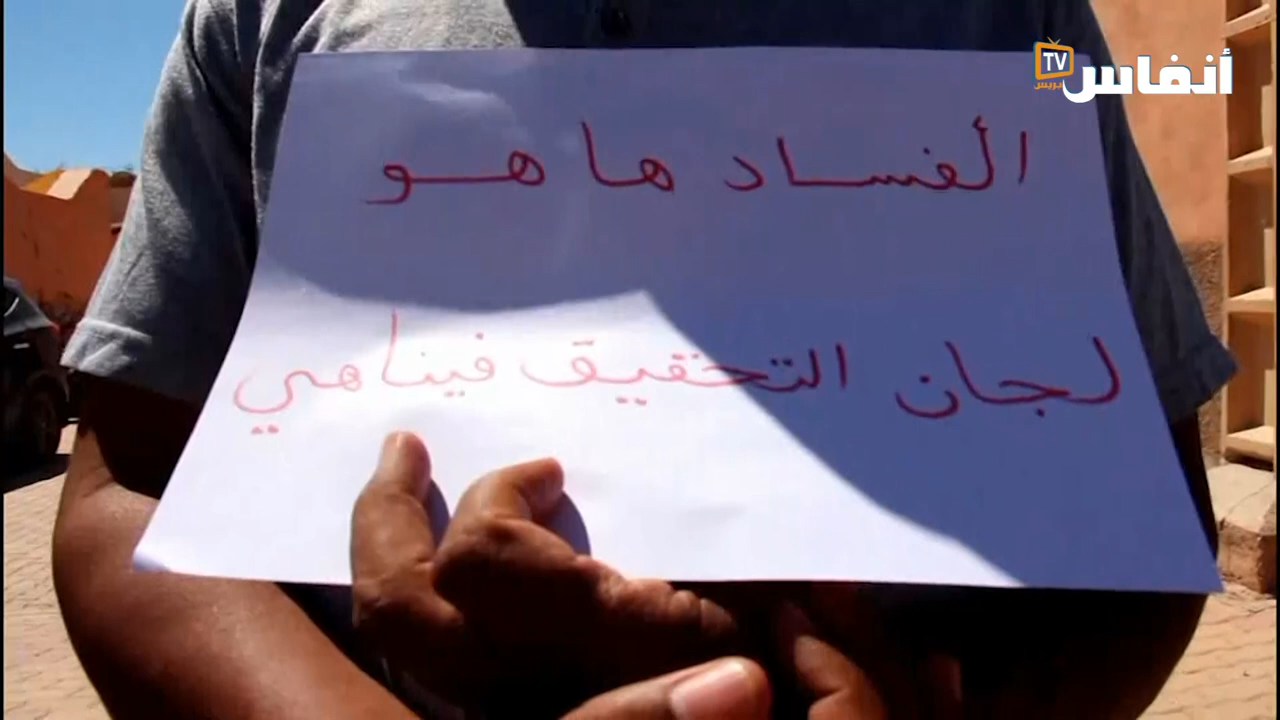 أنفاس
TV
بريس
الفساد ها هو
لجان التحقيق فيناهي